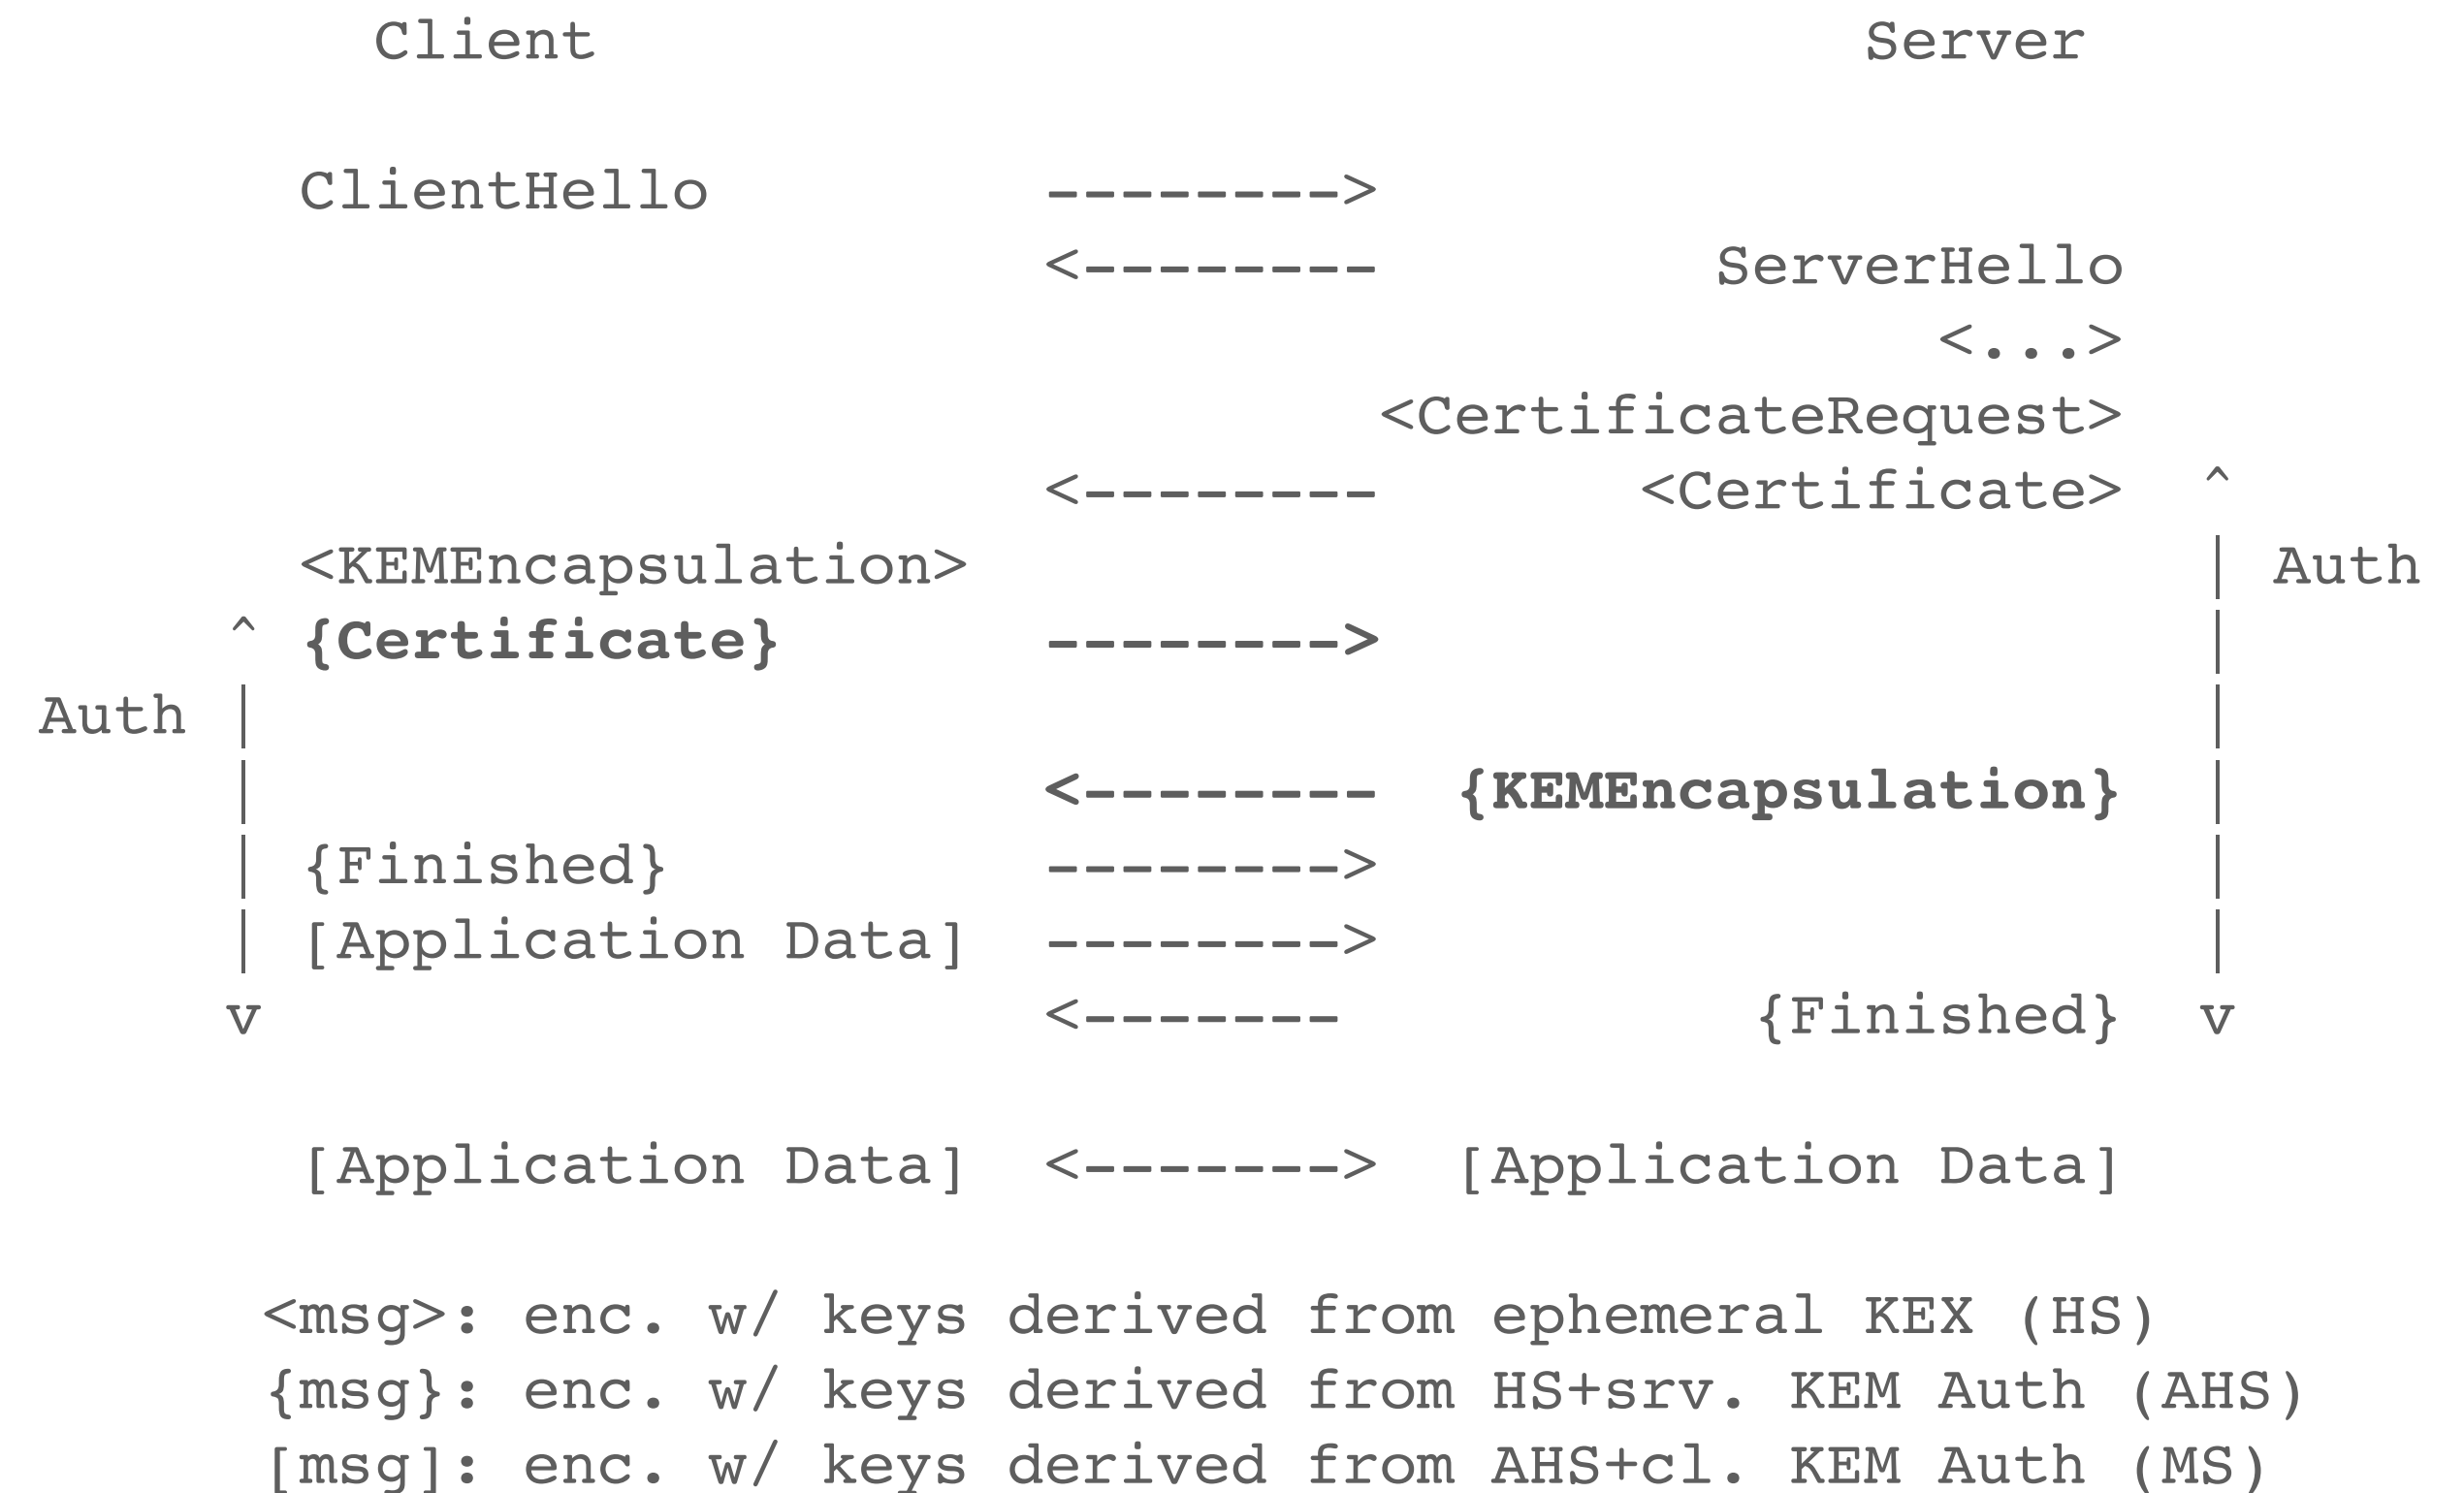 Client Server
ClientHello -------->
<-------- ServerHello
<...>
<CertificateRequest>
<-------- <Certificate> ^
<KEMEncapsulation> | Auth
^ {Certificate} --------> |
Auth | |
| <-------- {KEMEncapsulation} |
| {Finished} --------> |
| [Application Data] --------> |
v <------- {Finished} v
[Application Data] <-------> [Application Data]
<msg>: enc. w/ keys derived from ephemeral KEX (HS)
{msg}: enc. w/ keys derived from HS+srv. KEM Auth (AHS)
[msg]: enc. w/ keys derived from AHS+cl. KEM Auth (MS)